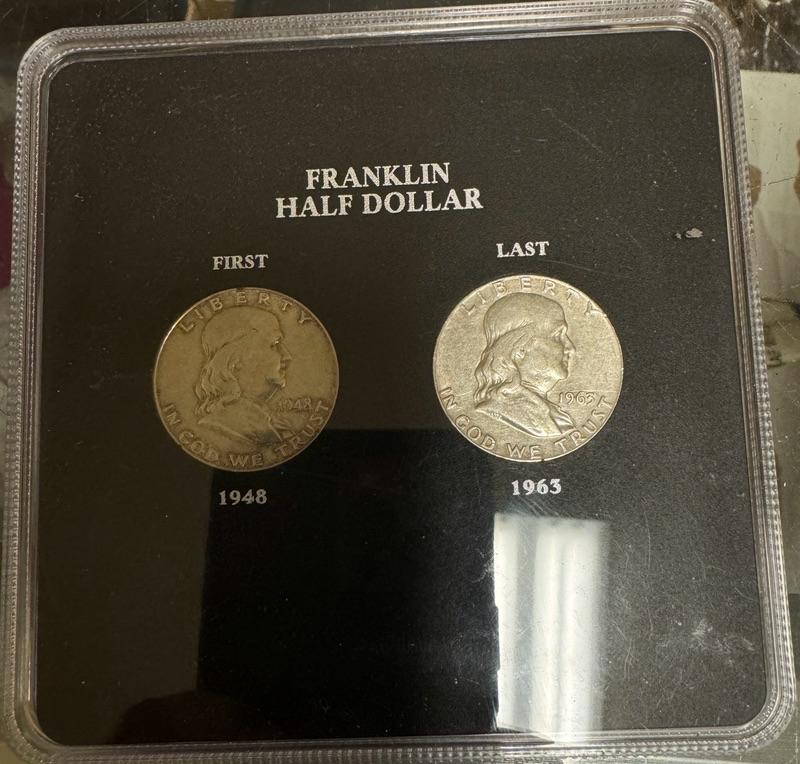 FRANKLIN
HALF DOLLAR
FIRST
LAST
LIBERTY
1948
IN GOD WE TRUST
LIBERTY
1963
IN GOD WE TRUST
1948
1963